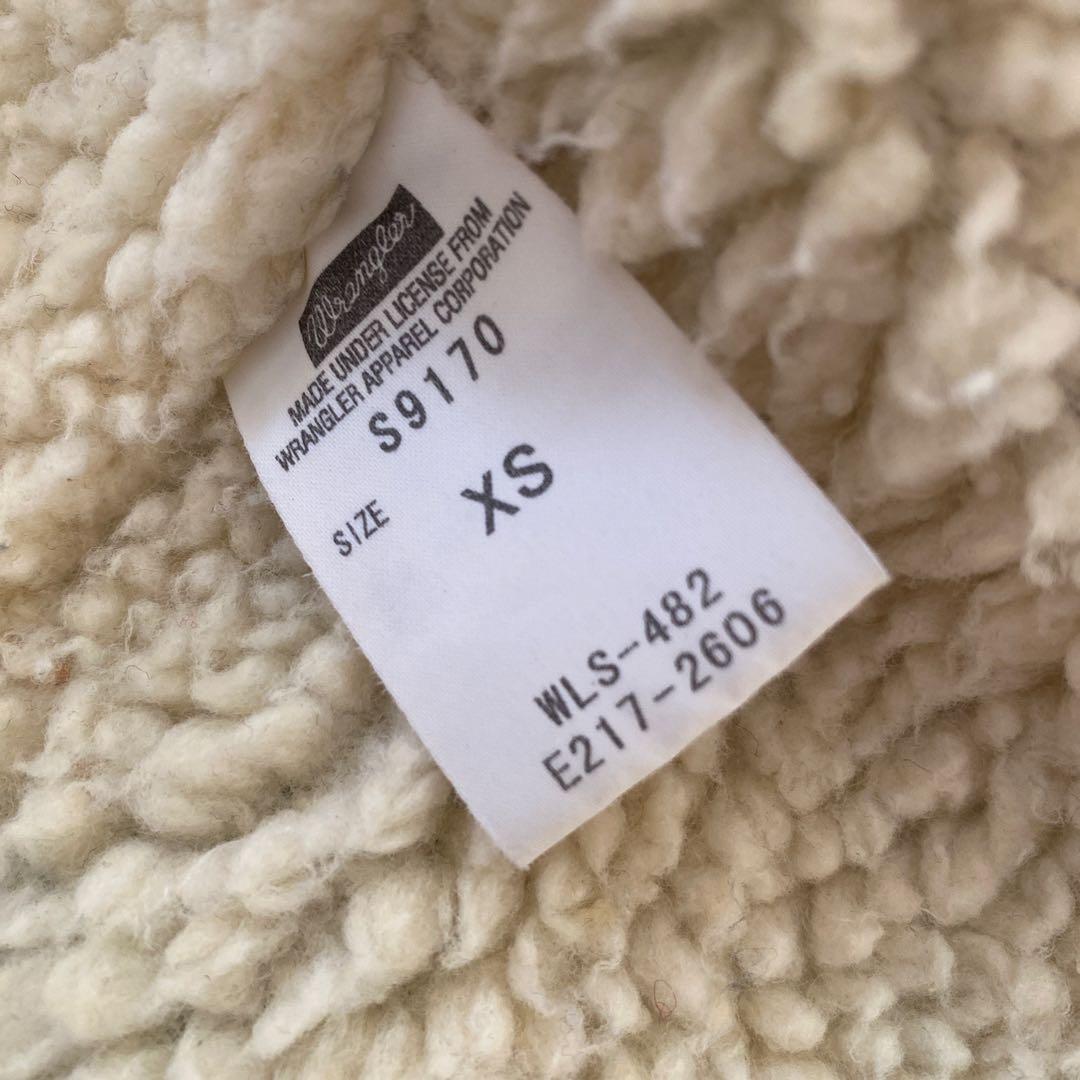 Wrangler
MADE UNDER LICENSE FROM
WRANGLER APPAREL CORPORATION
S9170
SIZE XS
WLS-482
E217-2606